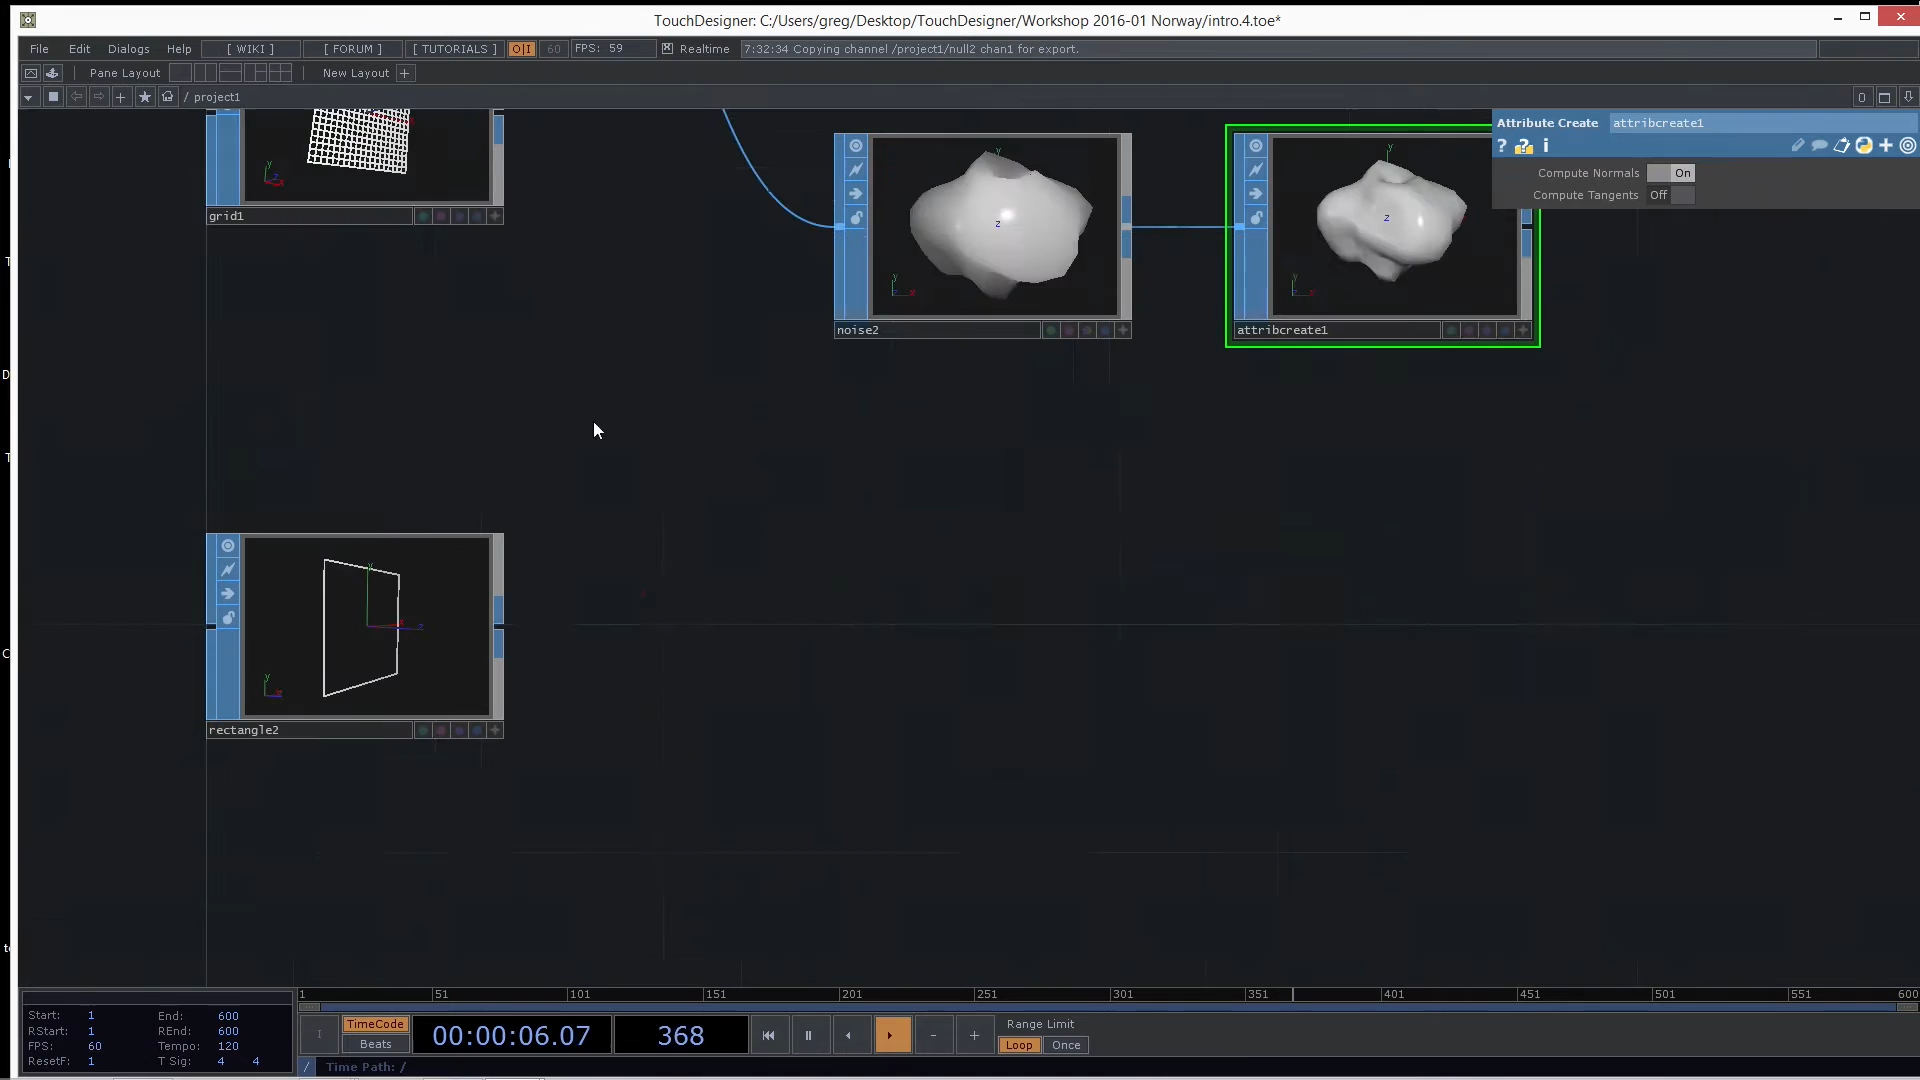 TouchDesigner: C:/Users/greg/Desktop/TouchDesigner/Workshop 2016-01 Norway/intro.4.toe*
File Edit Dialogs Help [ WIKI ] [ FORUM ] [ TUTORIALS ] O|I 60 FPS: 59 Realtime 7:32:34 Copying channel /project1/null2 chan1 for export.
Pane Layout New Layout +
/ project1 0
Attribute Create attribcreate1
? ? i
Compute Normals On
Compute Tangents Off
grid1
noise2
attribcreate1
rectangle2
1 51 101 151 201 251 301 351 401 451 501 551 600
Start: 1 End: 600
RStart: 1 REnd: 600
FPS: 60 Tempo: 120
ResetF: 1 T Sig: 4 4
TimeCode
Beats
00:00:06.07
368
- +
Range Limit
Loop Once
/ Time Path: /